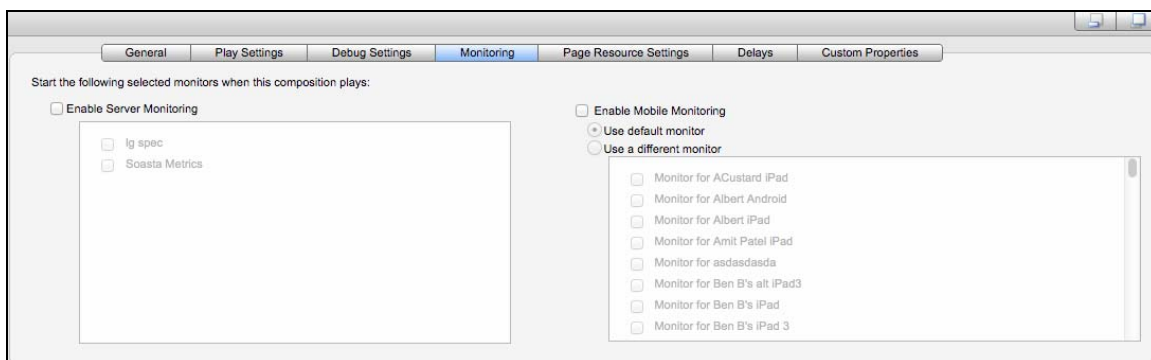 General Play Settings Debug Settings Monitoring Page Resource Settings Delays Custom Properties
Start the following selected monitors when this composition plays:
Enable Server Monitoring
lg spec
Soasta Metrics
Enable Mobile Monitoring
Use default monitor
Use a different monitor
Monitor for ACustard iPad
Monitor for Albert Android
Monitor for Albert iPad
Monitor for Amit Patel iPad
Monitor for asdasdasda
Monitor for Ben B's alt iPad3
Monitor for Ben B's iPad
Monitor for Ben B's iPad 3